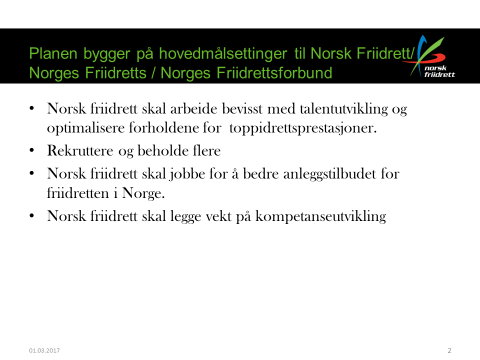 Planen bygger på hovedmålsettinger til Norsk Friidrett/
Norges Friidretts / Norges Friidrettsforbund
norsk
friidrett
• Norsk friidrett skal arbeide bevisst med talentutvikling og
optimalisere forholdene for toppidrettsprestasjoner.
• Rekruttere og beholde flere
• Norsk friidrett skal jobbe for å bedre anleggstilbudet for
friidretten i Norge.
• Norsk friidrett skal legge vekt på kompetanseutvikling
01.03.2017
2